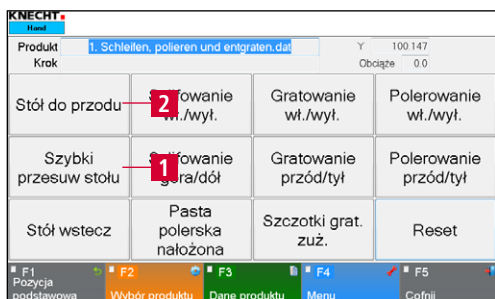 KNECHT
Hand
Produkt 1. Schleifen, polieren und entgraten.dat Y 100 147
Krok Obciąże 0.0
Stół do przodu 2 wł./wył. Gratowanie wł./wył. Polerowanie wł./wył.
Szybki przesuw stołu 1 góra/dół Gratowanie przód/tył Polerowanie przód/tył
Stół wstecz Pasta polerska nałożona Szczotki grat. zuż. Reset
F1 F2 F3 F4 F5
Pozycja podstawowa Wybór produktu Dane produktu Menu Cofnij